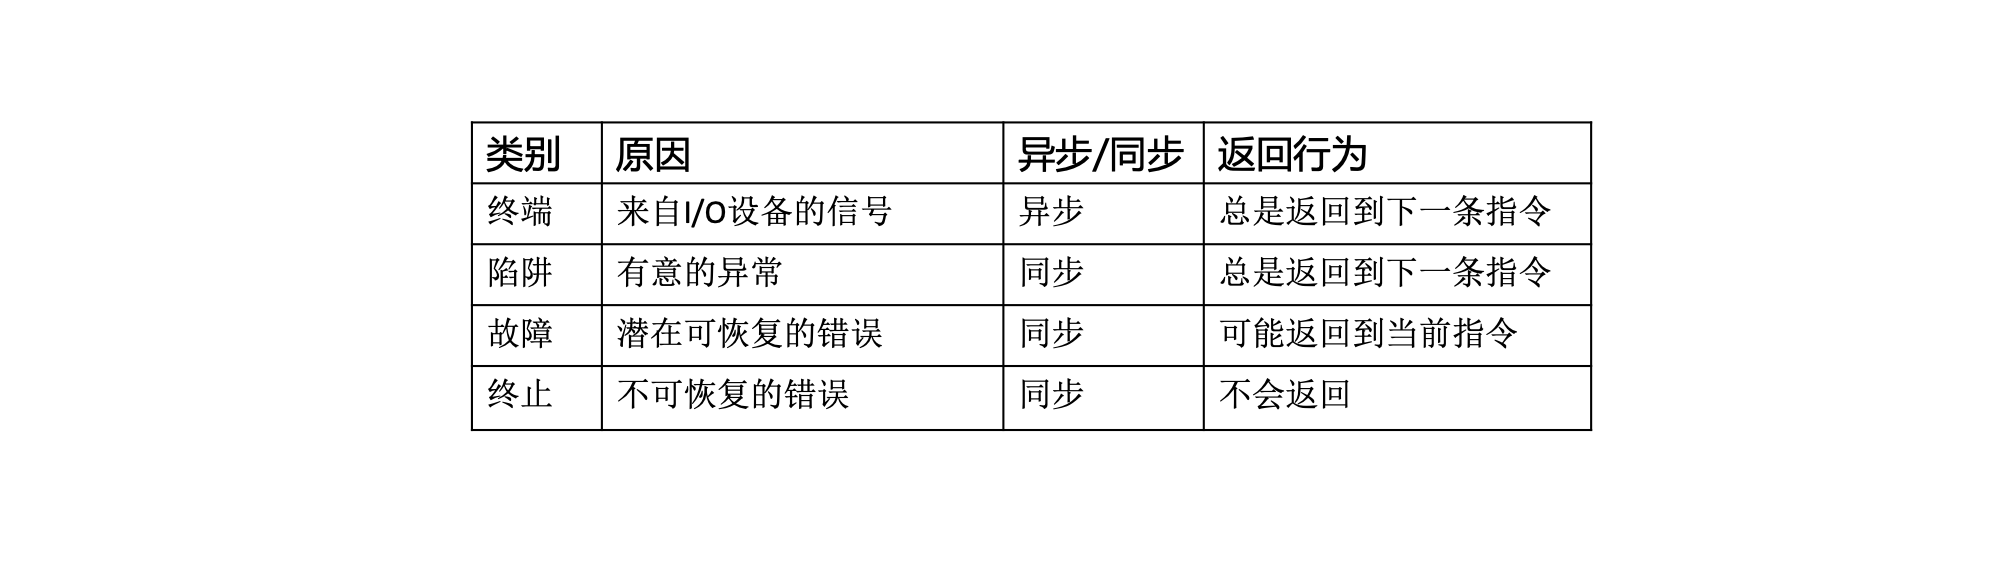 类别 原因 异步/同步 返回行为
终端 来自I/O设备的信号 异步 总是返回到下一条指令
陷阱 有意的异常 同步 总是返回到下一条指令
故障 潜在可恢复的错误 同步 可能返回到当前指令
终止 不可恢复的错误 同步 不会返回